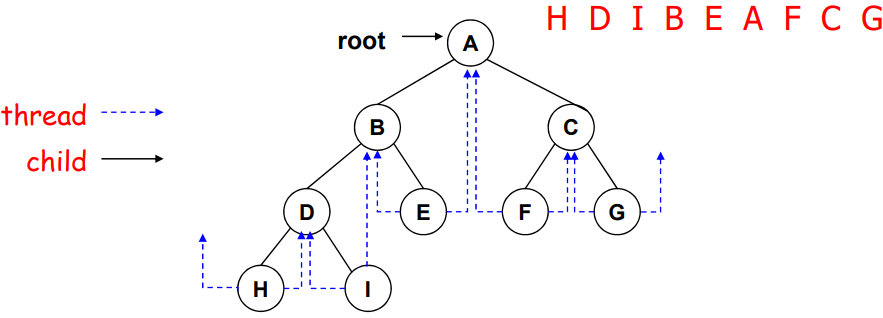 H D I B E A F C G
root A
thread
B C
child
D E F G
H I